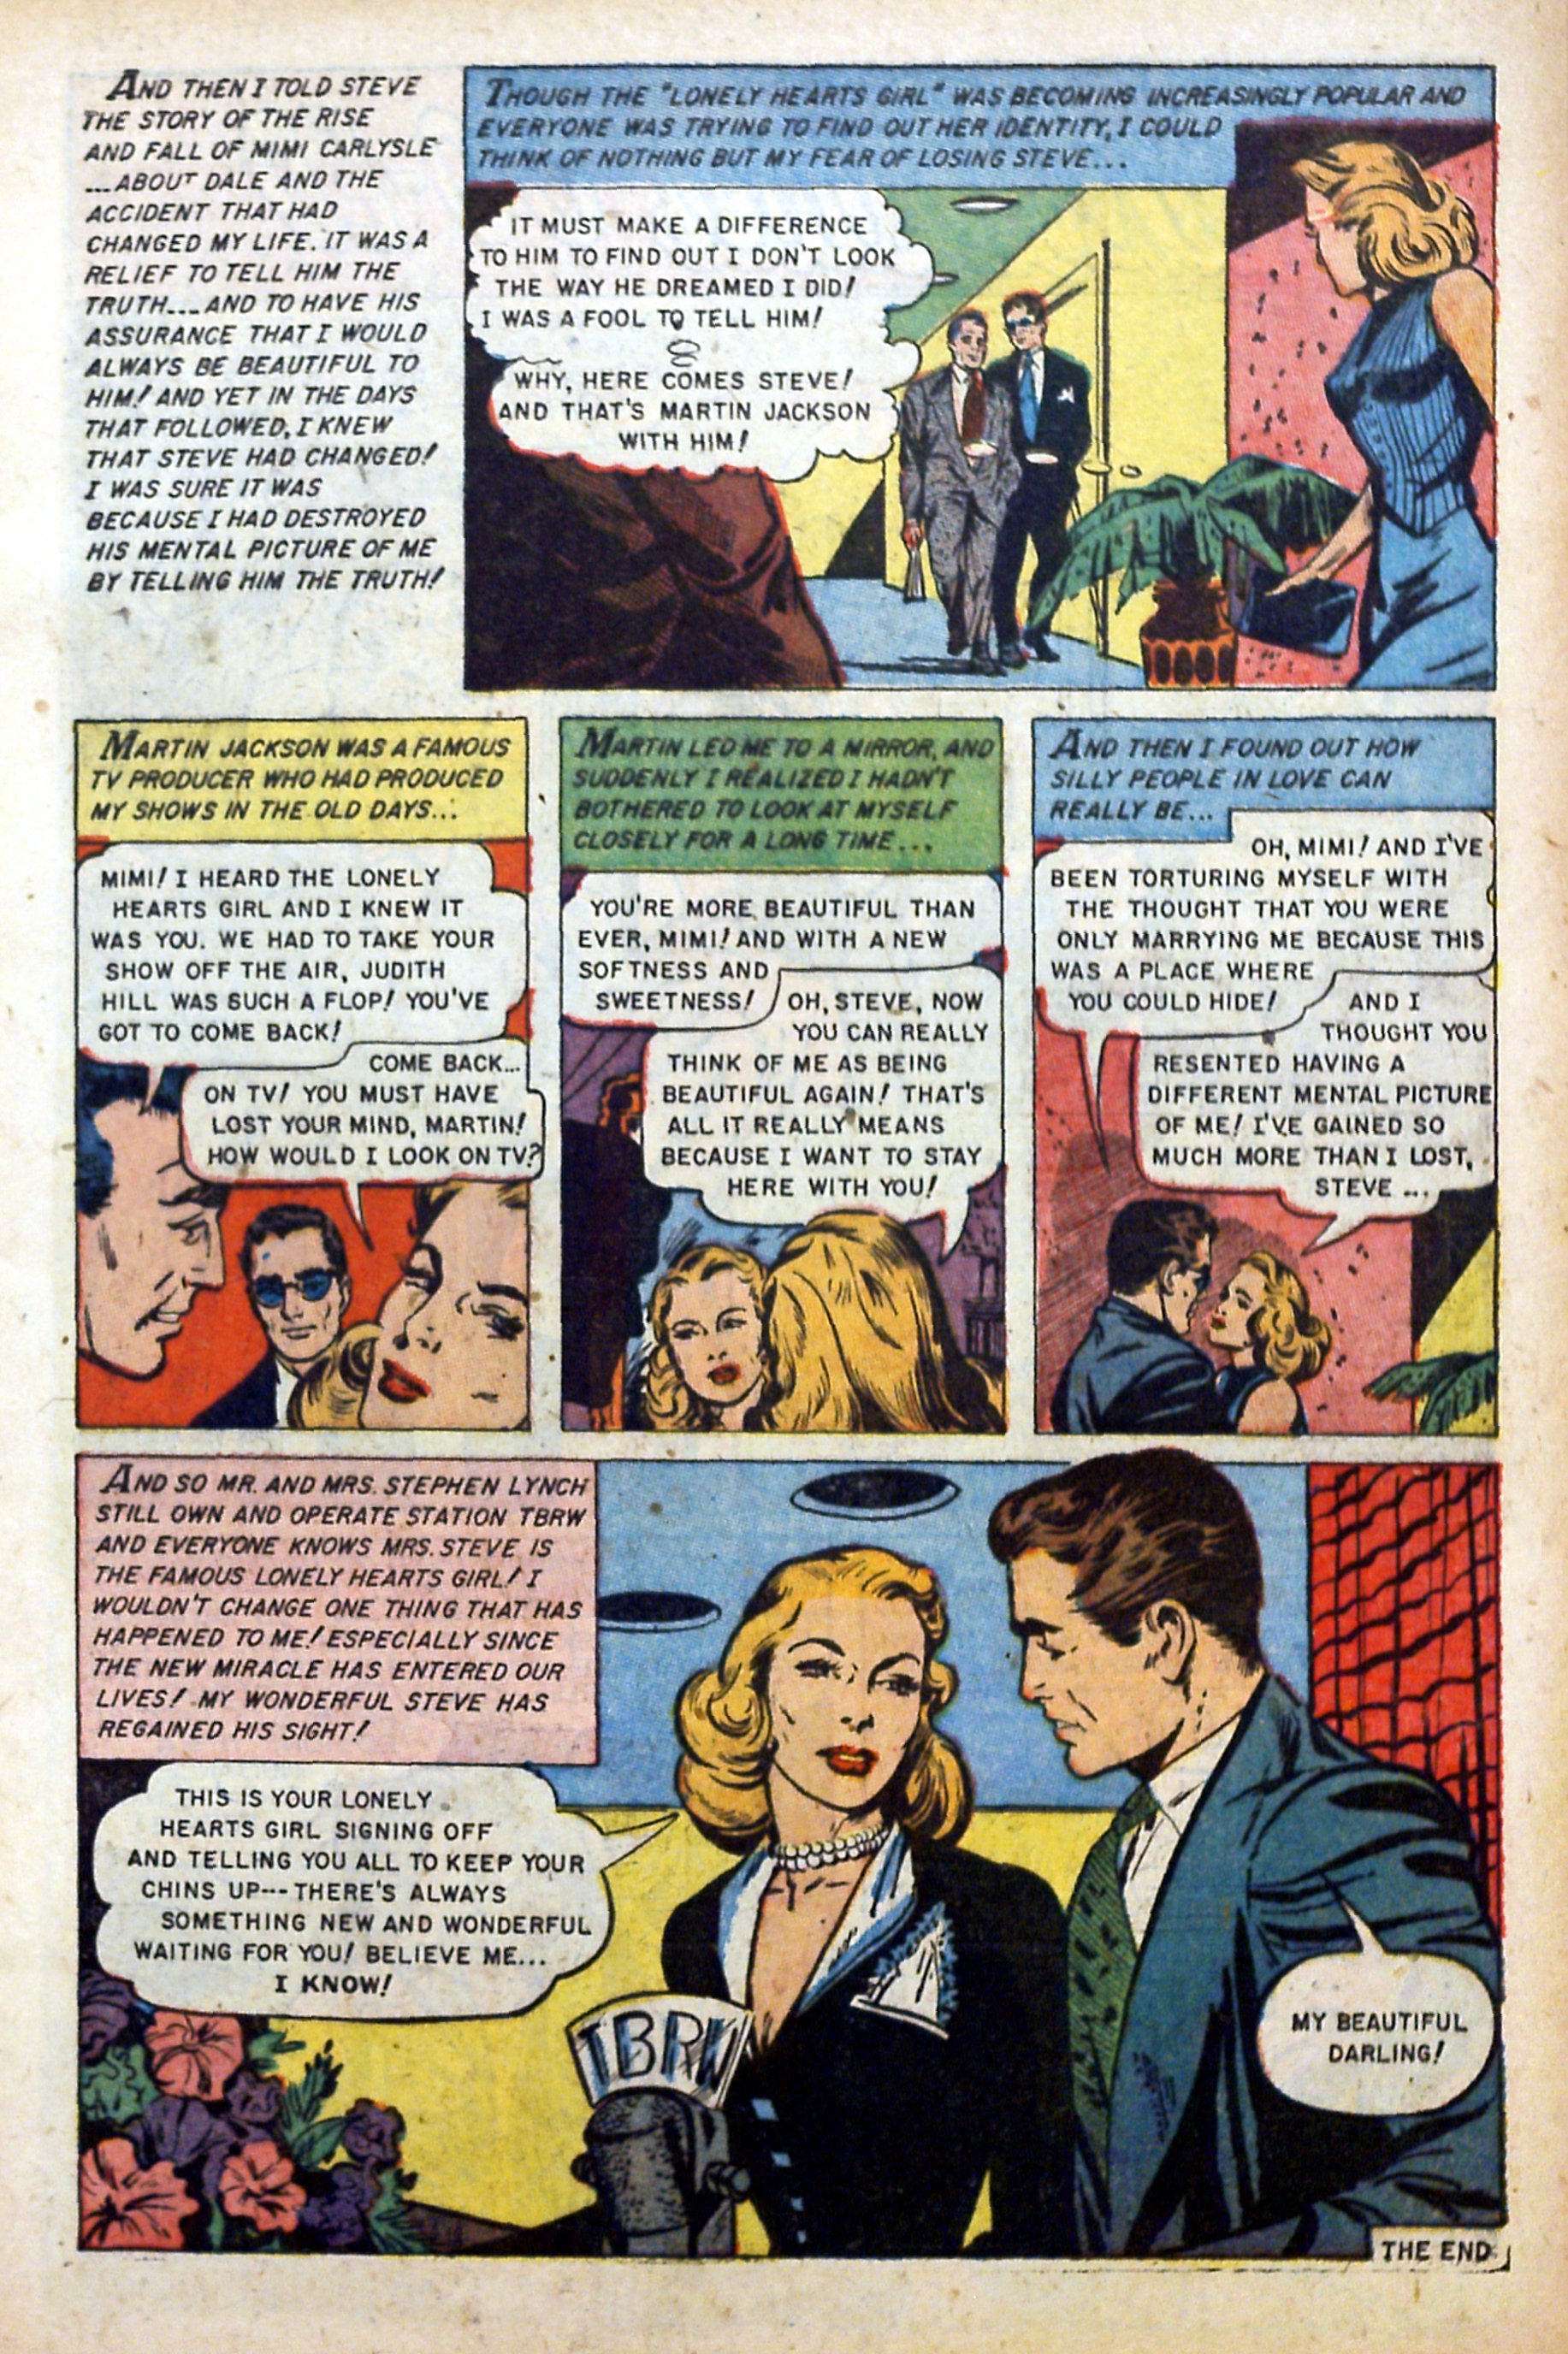 AND THEN I TOLD STEVE
THE STORY OF THE RISE
AND FALL OF MIMI CARLYSLE
...ABOUT DALE AND THE
ACCIDENT THAT HAD
CHANGED MY LIFE. IT WAS A
RELIEF TO TELL HIM THE
TRUTH....AND TO HAVE HIS
ASSURANCE THAT I WOULD
ALWAYS BE BEAUTIFUL TO
HIM! AND YET IN THE DAYS
THAT FOLLOWED, I KNEW
THAT STEVE HAD CHANGED!
I WAS SURE IT WAS
BECAUSE I HAD DESTROYED
HIS MENTAL PICTURE OF ME
BY TELLING HIM THE TRUTH!
THOUGH THE "LONELY HEARTS GIRL" WAS BECOMING INCREASINGLY POPULAR AND
EVERYONE WAS TRYING TO FIND OUT HER IDENTITY, I COULD
THINK OF NOTHING BUT MY FEAR OF LOSING STEVE...
IT MUST MAKE A DIFFERENCE
TO HIM TO FIND OUT I DON'T LOOK
THE WAY HE DREAMED I DID!
I WAS A FOOL TO TELL HIM!
WHY, HERE COMES STEVE!
AND THAT'S MARTIN JACKSON
WITH HIM!
MARTIN JACKSON WAS A FAMOUS
TV PRODUCER WHO HAD PRODUCED
MY SHOWS IN THE OLD DAYS...
MIMI! I HEARD THE LONELY
HEARTS GIRL AND I KNEW IT
WAS YOU. WE HAD TO TAKE YOUR
SHOW OFF THE AIR, JUDITH
HILL WAS SUCH A FLOP! YOU'VE
GOT TO COME BACK!
COME BACK...
ON TV! YOU MUST HAVE
LOST YOUR MIND, MARTIN!
HOW WOULD I LOOK ON TV?
MARTIN LED ME TO A MIRROR, AND
SUDDENLY I REALIZED I HADN'T
BOTHERED TO LOOK AT MYSELF
CLOSELY FOR A LONG TIME...
YOU'RE MORE BEAUTIFUL THAN
EVER, MIMI! AND WITH A NEW
SOFTNESS AND
SWEETNESS!
OH, STEVE, NOW
YOU CAN REALLY
THINK OF ME AS BEING
BEAUTIFUL AGAIN! THAT'S
ALL IT REALLY MEANS
BECAUSE I WANT TO STAY
HERE WITH YOU!
AND THEN I FOUND OUT HOW
SILLY PEOPLE IN LOVE CAN
REALLY BE...
OH, MIMI! AND I'VE
BEEN TORTURING MYSELF WITH
THE THOUGHT THAT YOU WERE
ONLY MARRYING ME BECAUSE THIS
WAS A PLACE WHERE
YOU COULD HIDE!
AND I
THOUGHT YOU
RESENTED HAVING A
DIFFERENT MENTAL PICTURE
OF ME! I'VE GAINED SO
MUCH MORE THAN I LOST,
STEVE ...
AND SO MR. AND MRS. STEPHEN LYNCH
STILL OWN AND OPERATE STATION TBRW
AND EVERYONE KNOWS MRS. STEVE IS
THE FAMOUS LONELY HEARTS GIRL! I
WOULDN'T CHANGE ONE THING THAT HAS
HAPPENED TO ME! ESPECIALLY SINCE
THE NEW MIRACLE HAS ENTERED OUR
LIVES! MY WONDERFUL STEVE HAS
REGAINED HIS SIGHT!
THIS IS YOUR LONELY
HEARTS GIRL SIGNING OFF
AND TELLING YOU ALL TO KEEP YOUR
CHINS UP---THERE'S ALWAYS
SOMETHING NEW AND WONDERFUL
WAITING FOR YOU! BELIEVE ME...
I KNOW!
TBRW
MY BEAUTIFUL
DARLING!
THE END